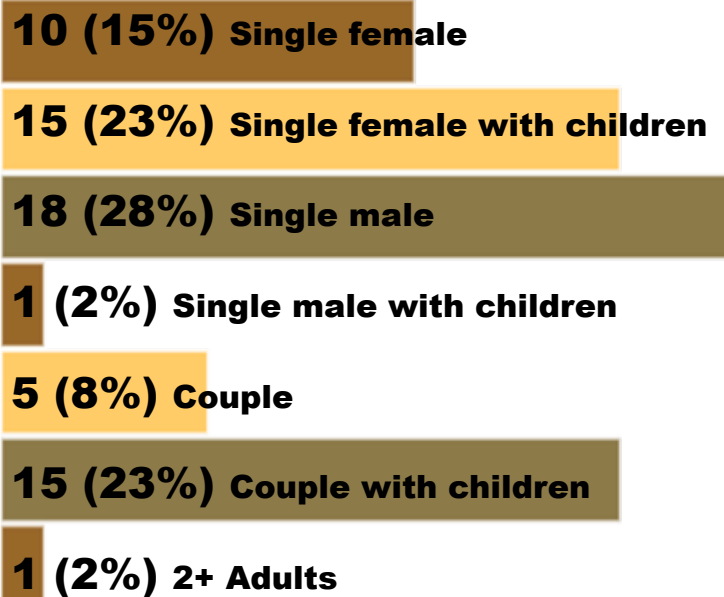 10 (15%) Single female
15 (23%) Single female with children
18 (28%) Single male
1 (2%) Single male with children
5 (8%) Couple
15 (23%) Couple with children
1 (2%) 2+ Adults